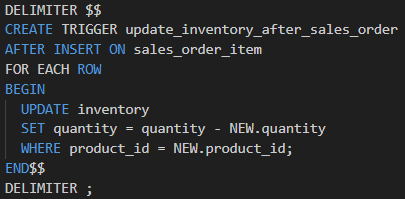 DELIMITER $$
CREATE TRIGGER update_inventory_after_sales_order
AFTER INSERT ON sales_order_item
FOR EACH ROW
BEGIN
  UPDATE inventory
  SET quantity = quantity - NEW.quantity
  WHERE product_id = NEW.product_id;
END$$
DELIMITER ;